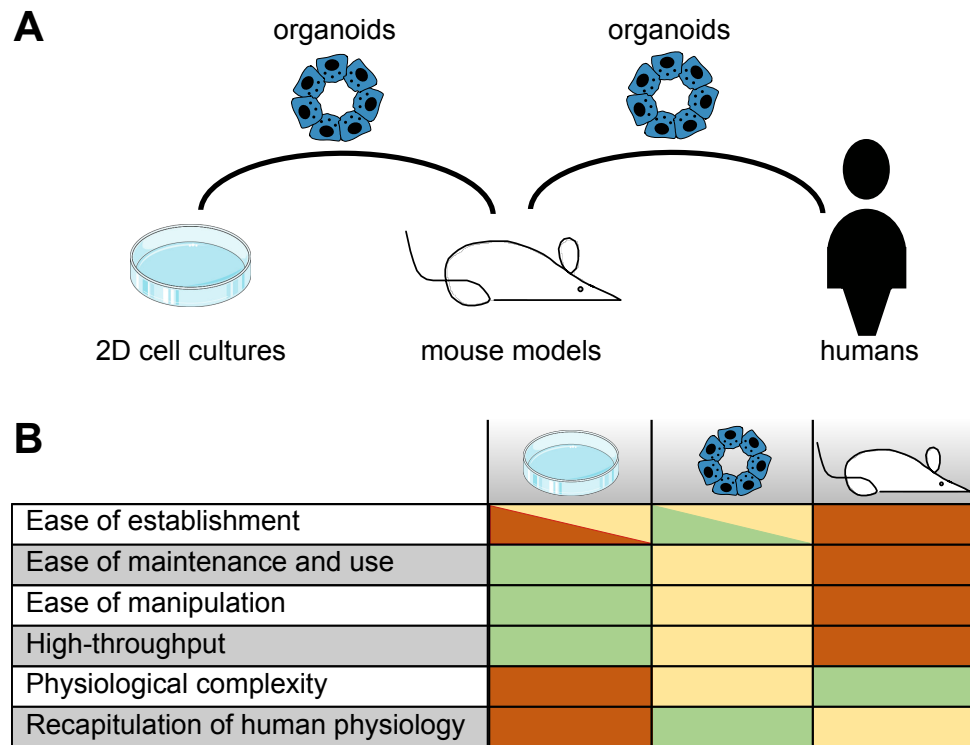 A
organoids
organoids
2D cell cultures
mouse models
humans
B
Ease of establishment
Ease of maintenance and use
Ease of manipulation
High-throughput
Physiological complexity
Recapitulation of human physiology